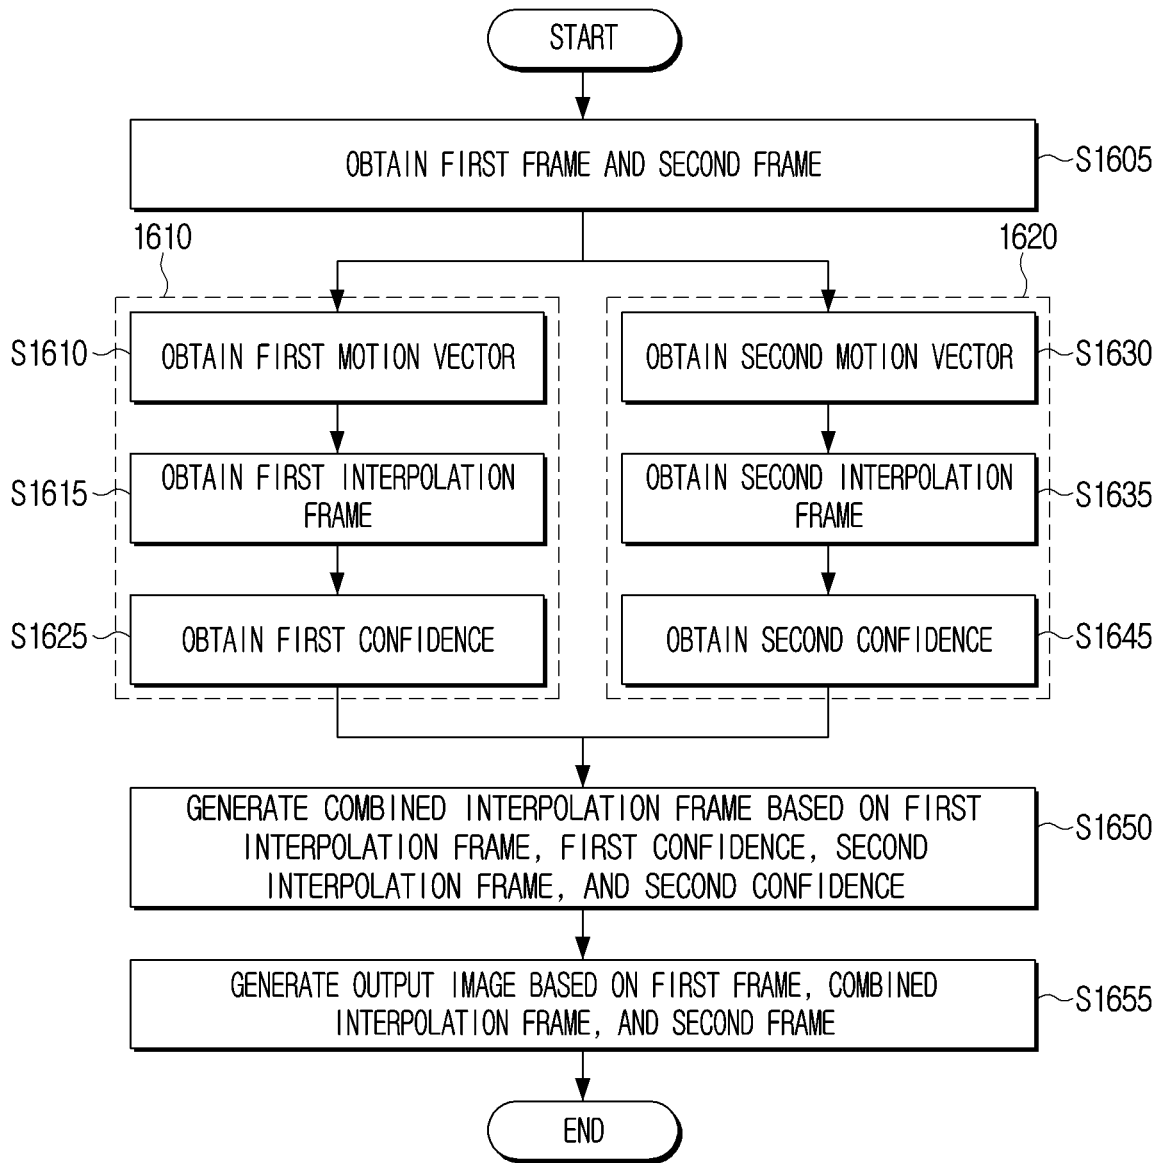 START
OBTAIN FIRST FRAME AND SECOND FRAME
S1605
1610
1620
S1610
OBTAIN FIRST MOTION VECTOR
OBTAIN SECOND MOTION VECTOR
S1630
S1615
OBTAIN FIRST INTERPOLATION
FRAME
OBTAIN SECOND INTERPOLATION
FRAME
S1635
S1625
OBTAIN FIRST CONFIDENCE
OBTAIN SECOND CONFIDENCE
S1645
GENERATE COMBINED INTERPOLATION FRAME BASED ON FIRST
INTERPOLATION FRAME, FIRST CONFIDENCE, SECOND
INTERPOLATION FRAME, AND SECOND CONFIDENCE
S1650
GENERATE OUTPUT IMAGE BASED ON FIRST FRAME, COMBINED
INTERPOLATION FRAME, AND SECOND FRAME
S1655
END